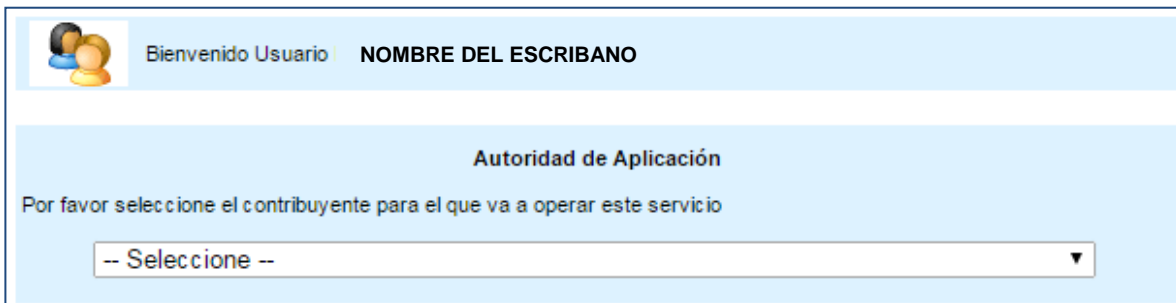 Bienvenido Usuario NOMBRE DEL ESCRIBANO
Autoridad de Aplicación
Por favor seleccione el contribuyente para el que va a operar este servicio
-- Seleccione --